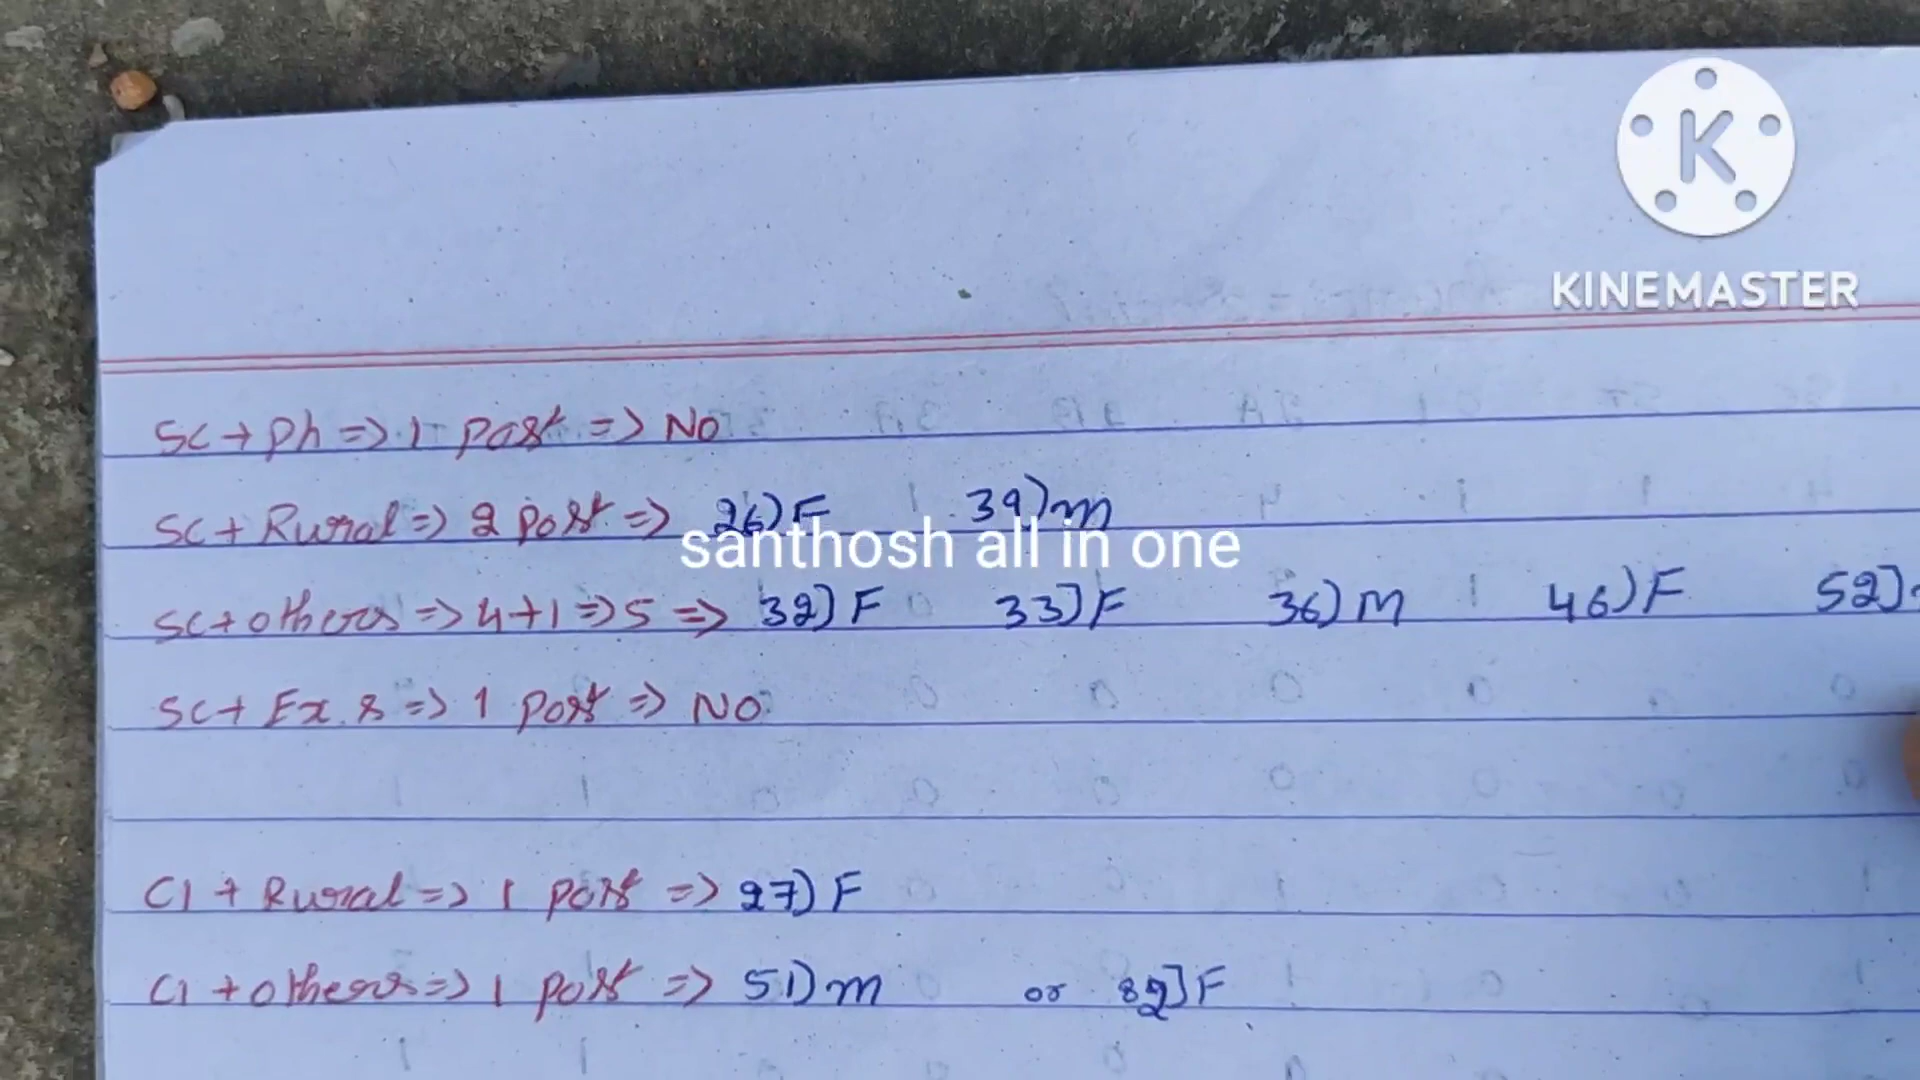 KINEMASTER
SC + Ph => 1 post => NO
SC + Rural => 2 post => 26) F 39) m
santhosh all in one
SC + others => 4+1 => 5 => 32) F 33) F 36) M 46) F 52)
SC + Ex. s => 1 post => NO
C1 + Rural => 1 post => 27) F
C1 + others => 1 post => 51) m or 82] F